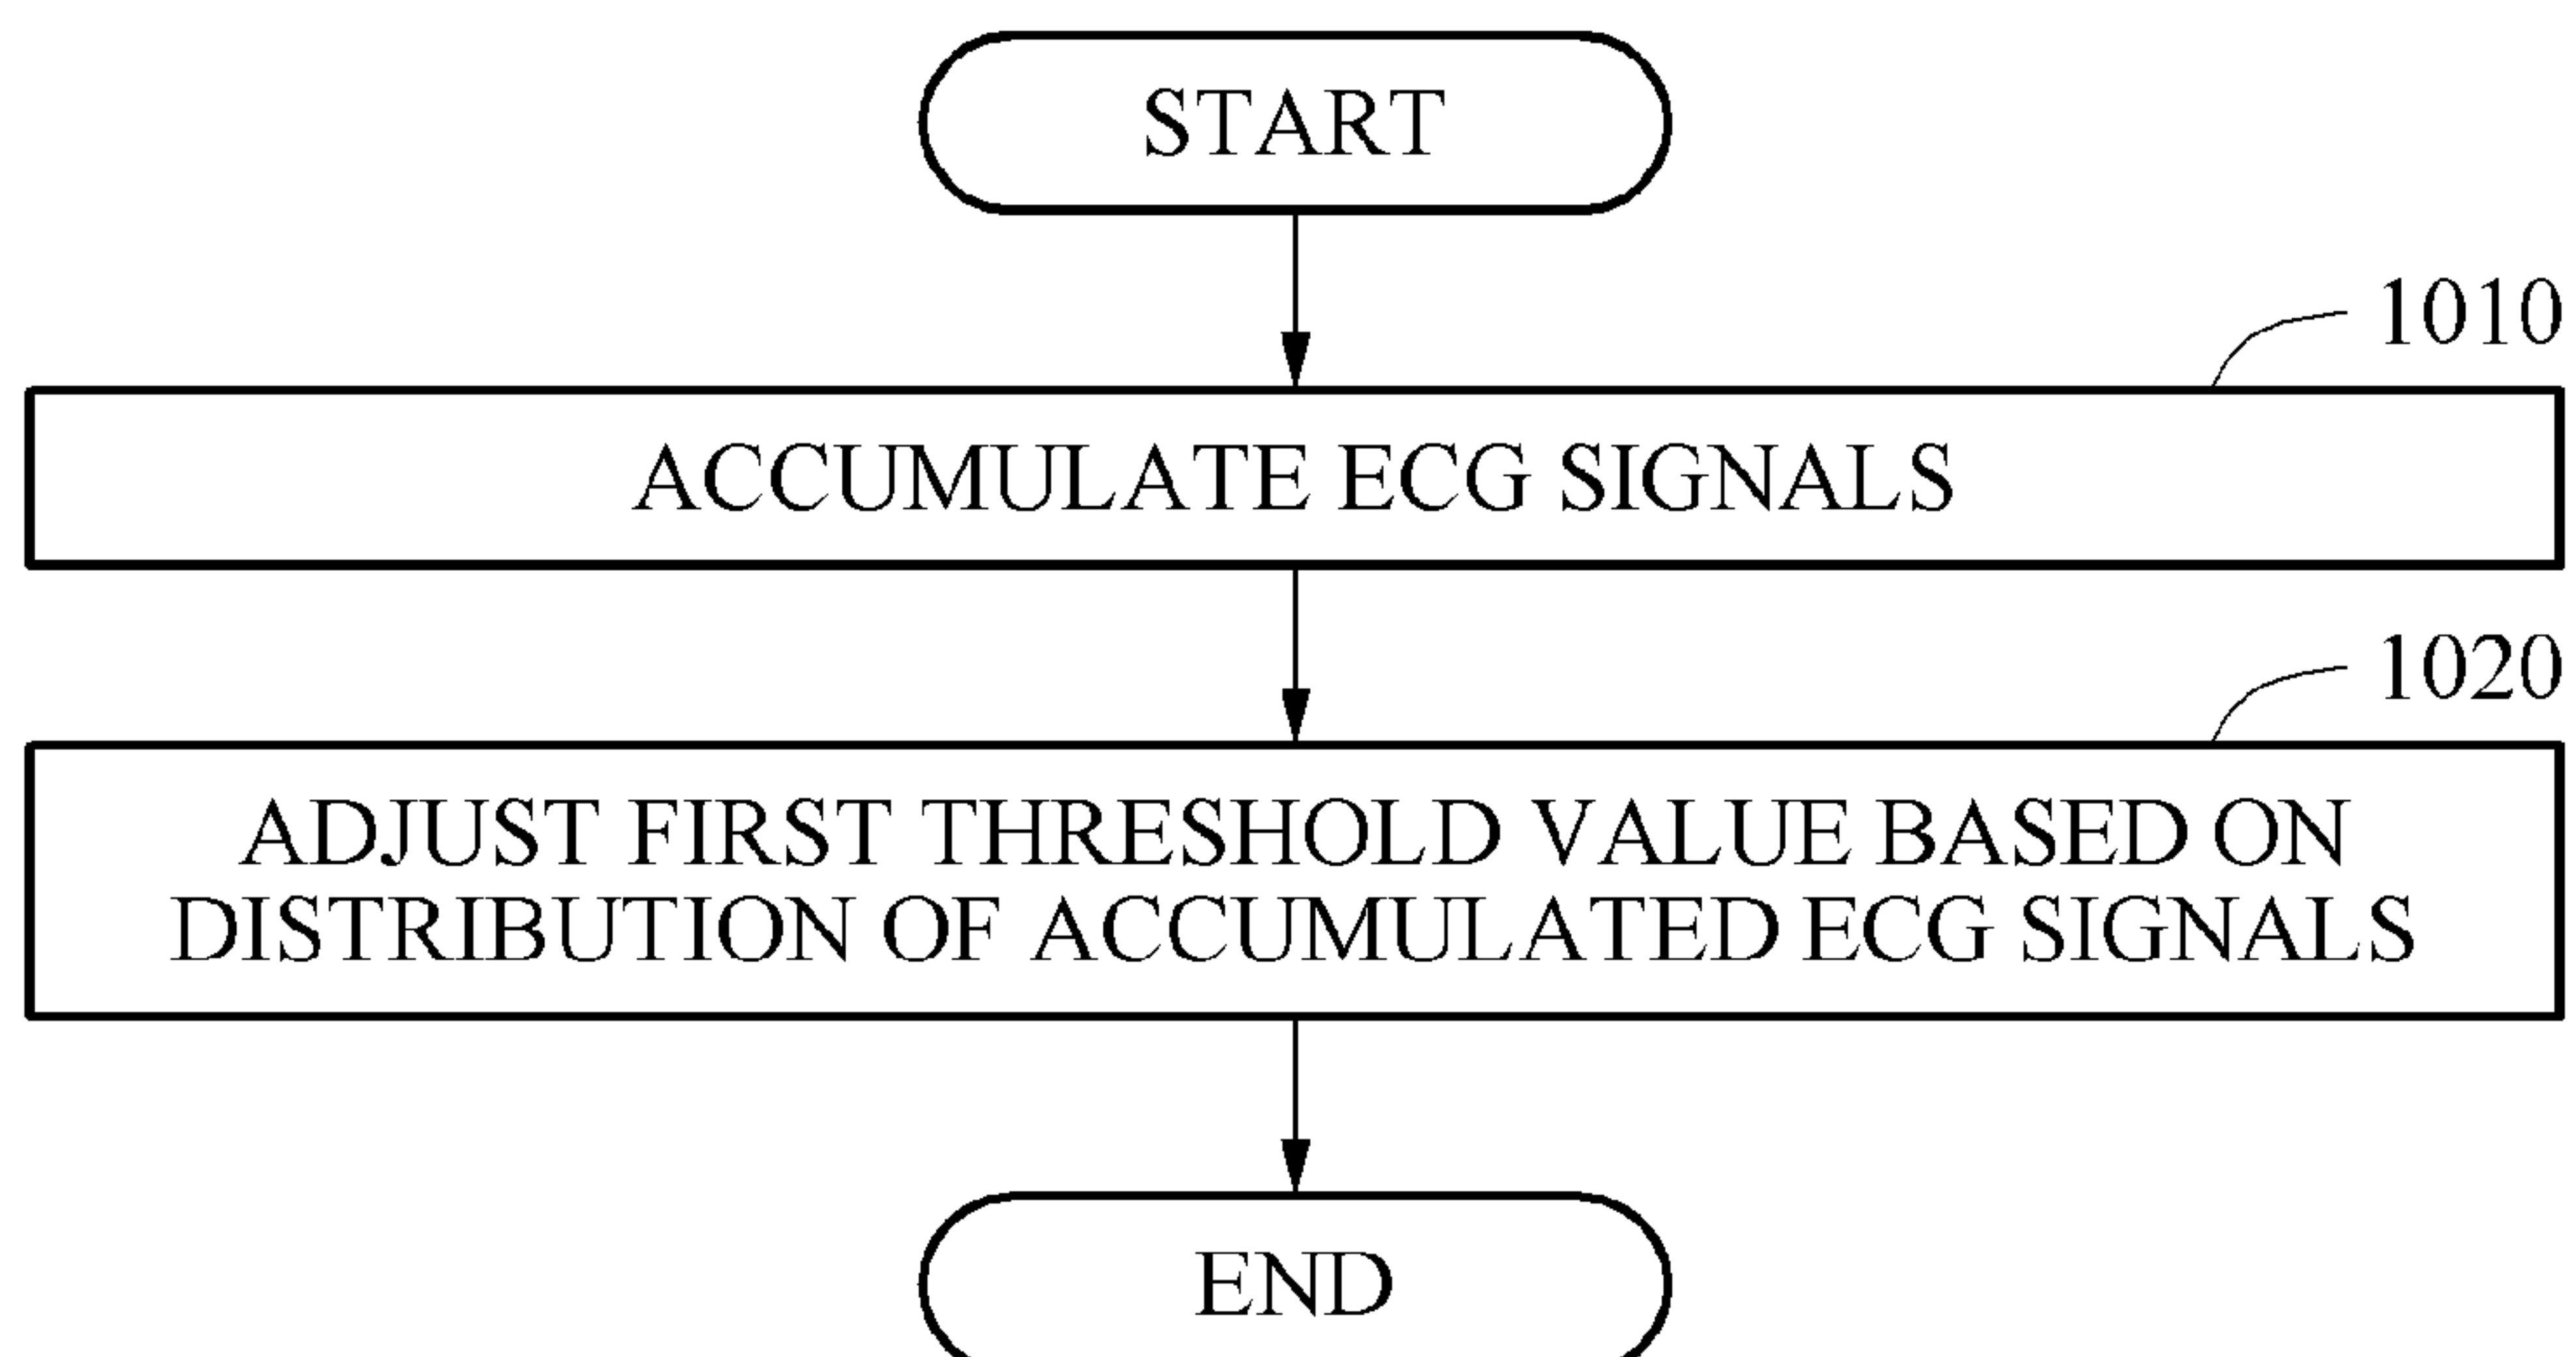 START
1010
ACCUMULATE ECG SIGNALS
1020
ADJUST FIRST THRESHOLD VALUE BASED ON
DISTRIBUTION OF ACCUMULATED ECG SIGNALS
END